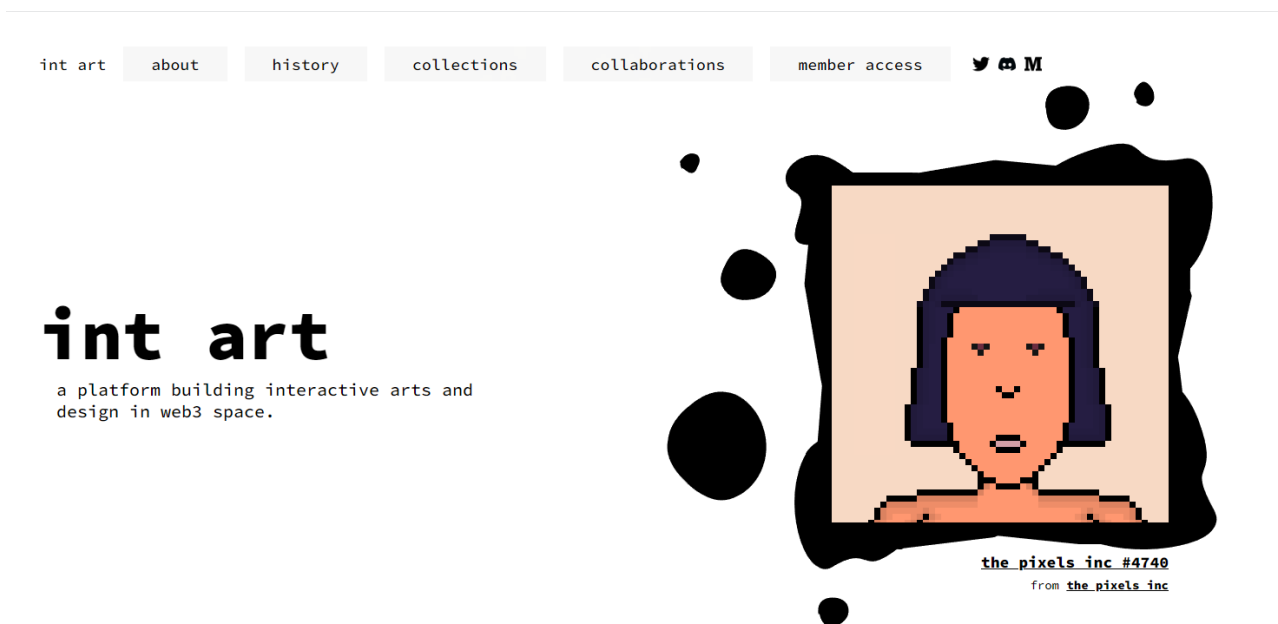 int art about history collections collaborations member access
int art
a platform building interactive arts and
design in web3 space.
the pixels inc #4740
from the pixels inc